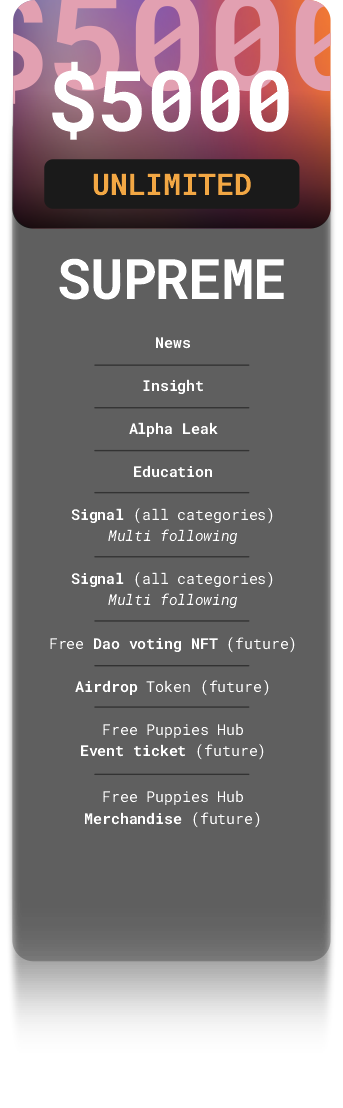 $5000
$5000
UNLIMITED
SUPREME
News
Insight
Alpha Leak
Education
Signal (all categories)
Multi following
Signal (all categories)
Multi following
Free Dao voting NFT (future)
Airdrop Token (future)
Free Puppies Hub
Event ticket (future)
Free Puppies Hub
Merchandise (future)